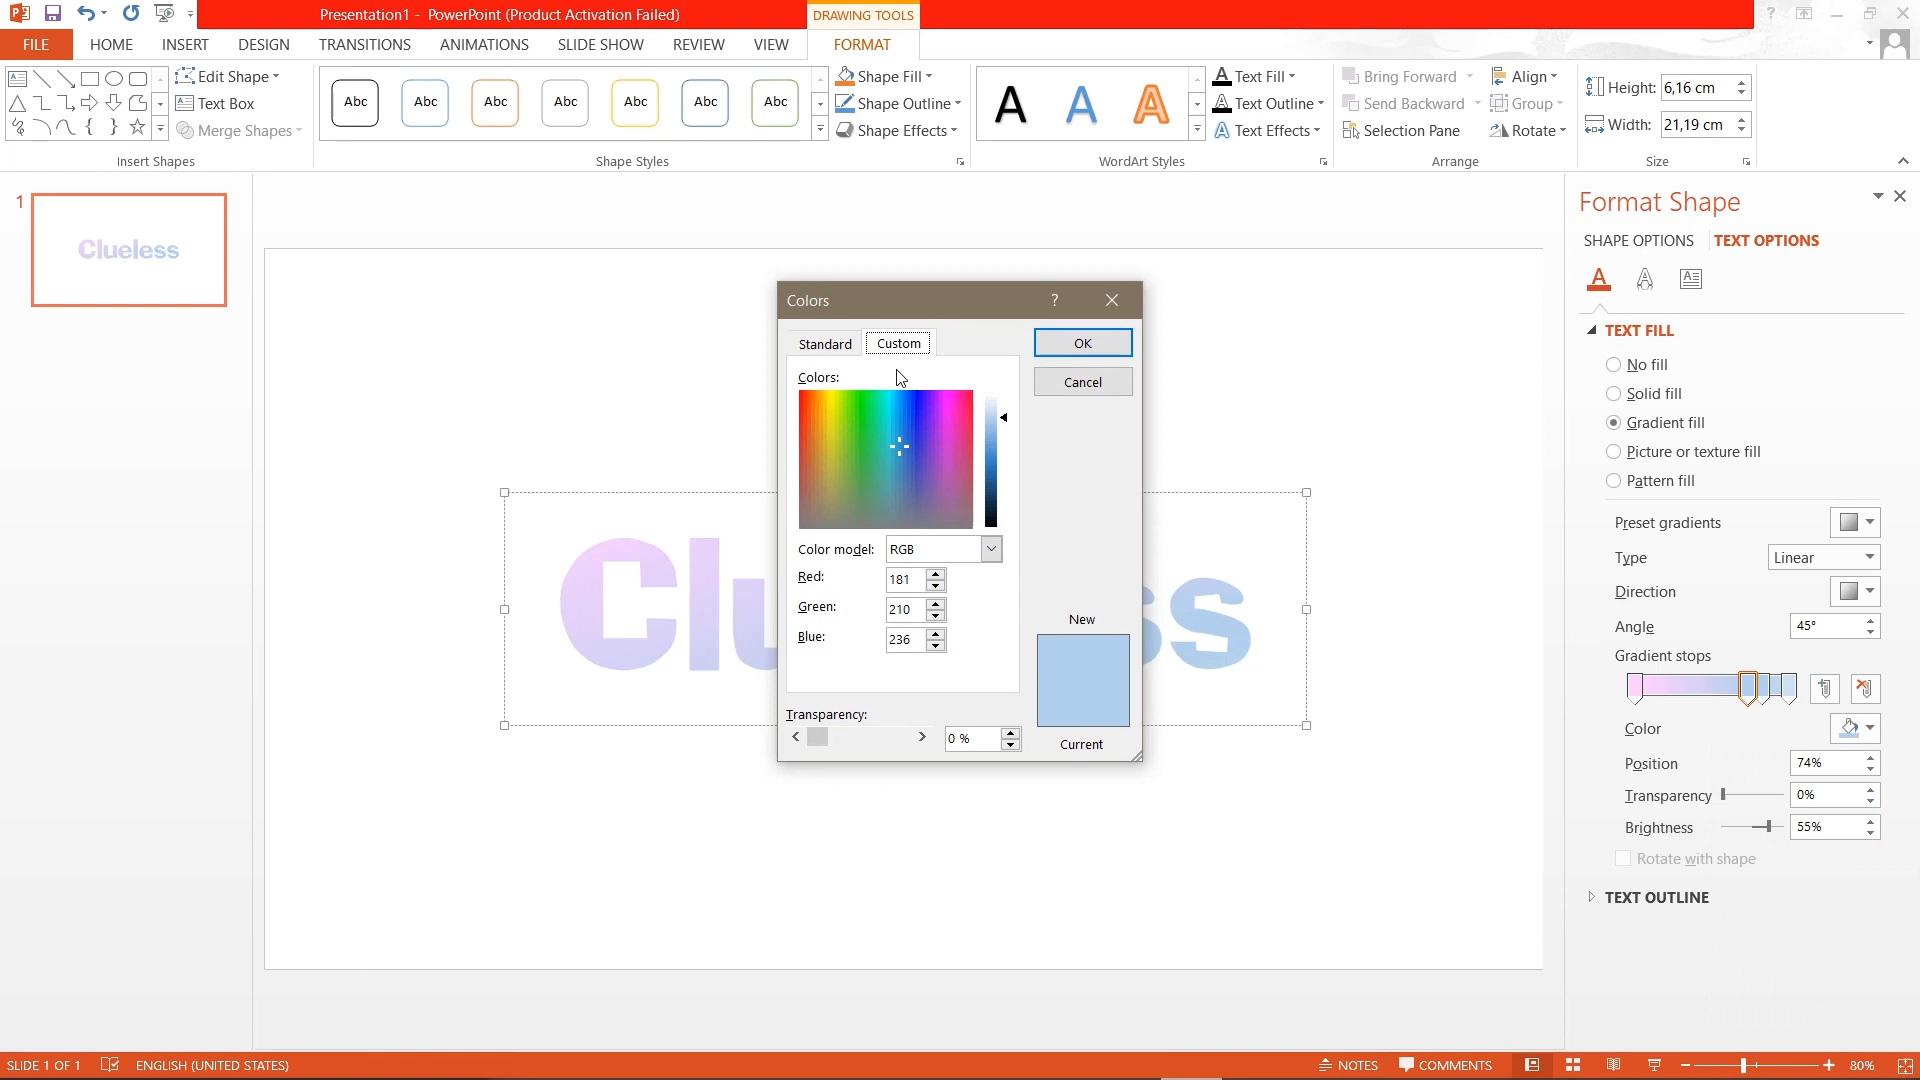 Presentation1 - PowerPoint (Product Activation Failed)
DRAWING TOOLS
?
FILE
HOME
INSERT
DESIGN
TRANSITIONS
ANIMATIONS
SLIDE SHOW
REVIEW
VIEW
FORMAT
Edit Shape
Text Box
Merge Shapes
Insert Shapes
Abc
Abc
Abc
Abc
Abc
Abc
Abc
Shape Fill
Shape Outline
Shape Effects
Shape Styles
A
A
A
Text Fill
Text Outline
Text Effects
WordArt Styles
Bring Forward
Send Backward
Selection Pane
Align
Group
Rotate
Arrange
Height: 6,16 cm
Width: 21,19 cm
Size
1
Clueless
Clu
s
Colors
?
Standard
Custom
OK
Cancel
Colors:
Color model: RGB
Red: 181
Green: 210
Blue: 236
Transparency:
0 %
New
Current
Format Shape
SHAPE OPTIONS
TEXT OPTIONS
TEXT FILL
No fill
Solid fill
Gradient fill
Picture or texture fill
Pattern fill
Preset gradients
Type Linear
Direction
Angle 45°
Gradient stops
Color
Position 74%
Transparency 0%
Brightness 55%
Rotate with shape
TEXT OUTLINE
SLIDE 1 OF 1
ENGLISH (UNITED STATES)
NOTES
COMMENTS
80%